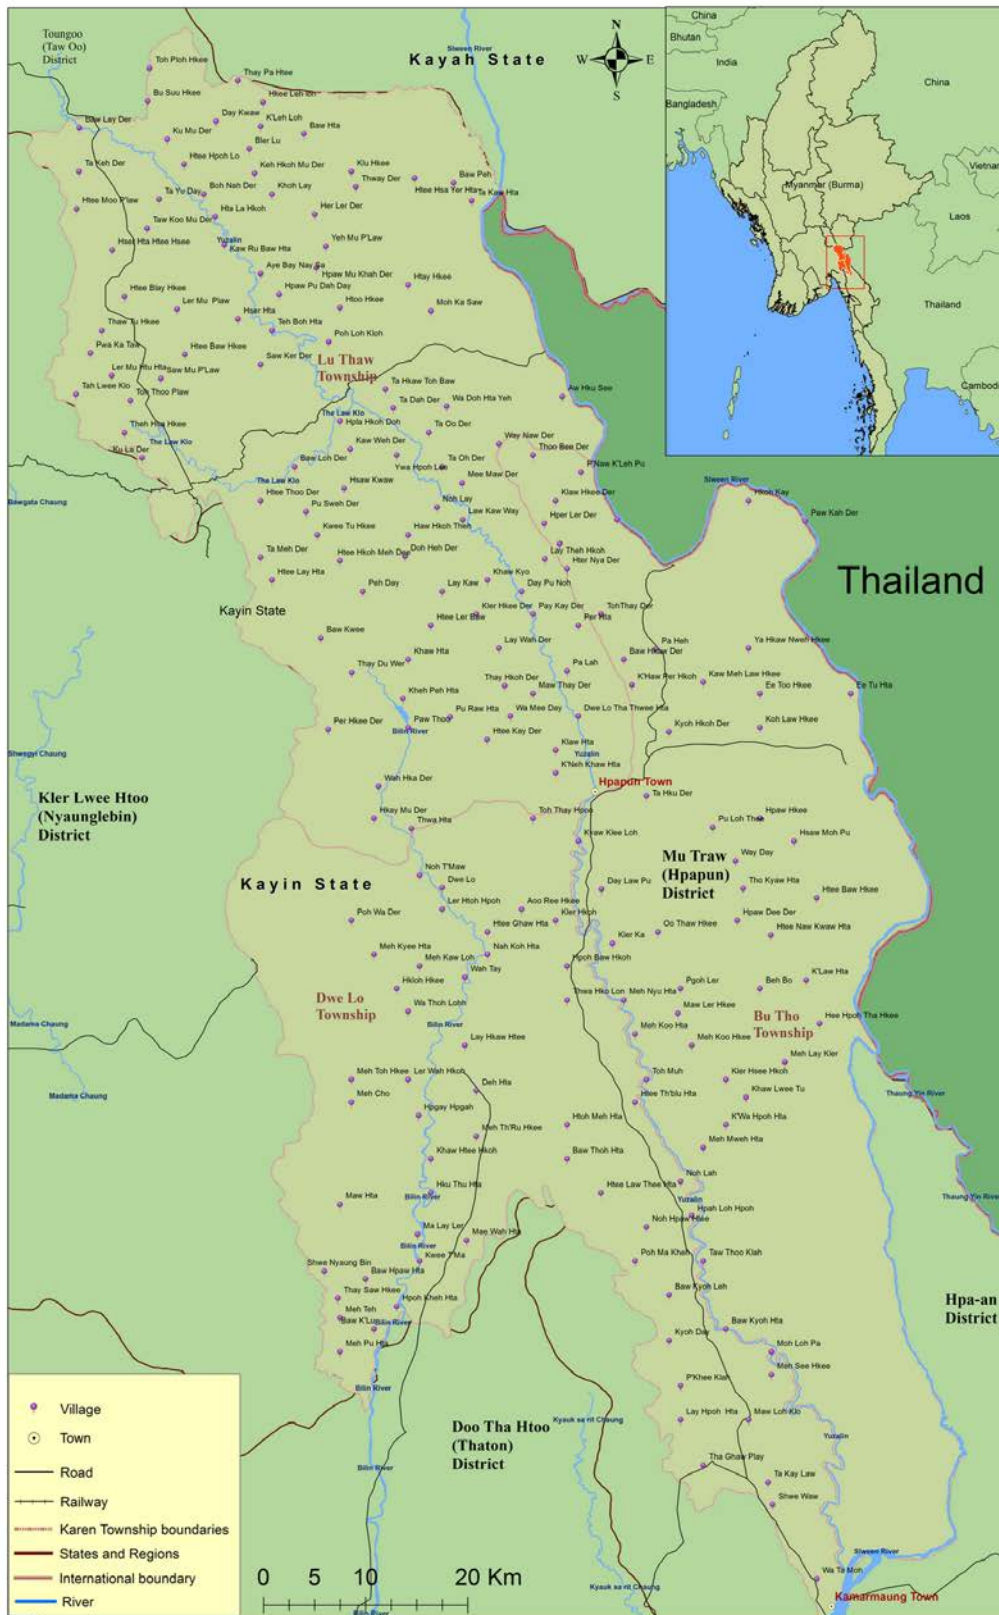 Toungoo
(Taw Oo)
District
Slween River
Kayah State
N
W
E
S
Toh Ploh Hkee
Thay Pa Htee
Bu Suu Hkee
Hkee Leh Ioh
Day Kwaw
K'Leh Loh
Baw Lay Der
Ku Mu Der
Baw Hta
Bler Lu
Htee Hpoh Lo
Ta Keh Der
Keh Hkoh Mu Der
Klu Hkee
Thway Der
Baw Peh
Htee Hsa Yer Hta
Ta Kaw Hta
Ta Yu Day
Boh Nah Der
Khoh Lay
Htee Moo P'law
Hta La Hkoh
Her Ler Der
Taw Koo Mu Der
Yuzalin
Yeh Mu P'Law
Hser Hta Htee Hsee
Kaw Ru Baw Hta
Aye Bay Nay Sa
Hpaw Mu Khah Der
Htay Hkee
Htee Blay Hkee
Hpaw Pu Dah Day
Ler Mu Plaw
Htoo Hkee
Moh Ka Saw
Hser Hta
Thaw Tu Hkee
Teh Boh Hta
Poh Loh Kloh
Pwa Ka Taw
Htee Baw Hkee
Saw Ker Der
Lu Thaw
Township
Ler Mu Htu Hta
Saw Mu P'Law
Tah Lwee Klo
Toh Thoo Plaw
Ta Hkaw Toh Baw
Aw Hku See
Ta Dah Der
Wa Doh Hta Yeh
The Law Klo
Hpla Hkoh Doh
Theh Hsa Hkee
The Law Klo
Ta Oo Der
Way Naw Der
Kaw Weh Der
Thoo Bee Der
Ku La Der
Baw Loh Der
Ywa Hpoh Loh
Ta Oh Der
P'Naw K'Leh Pu
The Law Klo
Hsaw Kwaw
Mee Maw Der
Slween River
Htee Thoo Der
Pu Sweh Der
Noh Lay
Klaw Hkee Der
Hkoh Kay
Bawgata Chaung
Law Kaw Way
Hper Ler Der
Paw Kah Der
Kwee Tu Hkee
Haw Hkoh Theh
Ta Meh Der
Htee Hkoh Meh Der
Doh Heh Der
Lay Theh Hkoh
Hter Nya Der
Htee Lay Hta
Khaw Kyo
Thailand
Peh Day
Lay Kaw
Day Pu Noh
Kayin State
Kler Hkee Der
Pay Kay Der
TohThay Der
Htee Ler Baw
Per Hta
Baw Kwee
Lay Wah Der
Pa Heh
Ya Hkaw Nweh Hkee
Khaw Hta
Baw Hkaw Der
Thay Du Wer
Pa Lah
Thay Hkoh Der
K'Haw Per Hkoh
Kaw Meh Law Hkee
Kheh Peh Hta
Maw Thay Der
Ee Too Hkee
Ee Tu Hta
Pu Raw Hta
Wa Mee Day
Dwe Lo Tha Thwee Hta
Per Hkee Der
Paw Thoo
Bilin River
Kyoh Hkoh Der
Koh Law Hkee
Htee Kay Der
Klaw Hta
Yuzalin
Shwegyi Chaung
K'Neh Khaw Hta
Wah Hka Der
Hpapun Town
Kler Lwee Htoo
(Nyaunglebin)
District
Ta Hku Der
Hkay Mu Der
Toh Thay Hpoo
Pu Loh Theh
Hpaw Hkee
Thwa Hta
Kyaw Klee Loh
Hsaw Moh Pu
Mu Traw
(Hpapun)
District
Way Day
Noh T'Maw
Kayin State
Dwe Lo
Day Law Pu
Tho Kyaw Hta
Htee Baw Hkee
Ler Htoh Hpoh
Aoo Ree Hkee
Poh Wa Der
Kler Hkoh
Hpaw Dee Der
Htee Ghaw Hta
Oo Thaw Hkee
Htee Naw Kwaw Hta
Meh Kyee Hta
Nah Koh Hta
Kler Ka
Meh Kaw Loh
Wah Tay
Hpoh Baw Hkoh
K'Law Hta
Hkloh Hkee
Pgoh Ler
Beh Bo
Dwe Lo
Township
Wa Thoh Lobh
Thwa Hko Lon
Meh Nyu Hta
Maw Ler Hkee
Bu Tho
Township
Madama Chaung
Bilin River
Meh Koo Hta
Hee Hpoh Tha Hkee
Lay Hkaw Htee
Meh Koo Hkee
Meh Lay Kler
Meh Toh Hkee
Ler Wah Hkoh
Toh Muh
Kler Hsee Hkoh
Madama Chaung
Meh Cho
Deh Hta
Htee Th'blu Hta
Khaw Lwee Tu
Thaung Yin River
Hpgay Hpgah
Htoh Meh Hta
K'Wa Hpoh Hta
Meh Th'Ru Hkee
Meh Mweh Hta
Khaw Htee Hkoh
Baw Thoh Hta
Noh Lah
Hku Thu Hta
Bilin River
Htee Law Thee Hta
Yuzalin
Thaung Yin River
Maw Hta
Hpah Loh Hpoh
Ma Lay Ler
Mae Wah Hta
Noh Hpaw Htee
Bilin River
Kwee T'Ma
Poh Ma Kheh
Taw Thoo Klah
Shwe Nyaung Bin
Baw Hpaw Hta
Thay Saw Hkee
Hpoh Kheh Hta
Baw Kyoh Leh
Hpa-an
District
Meh Teh
Baw K'Lu
Bilin River
Baw Kyoh Hta
Meh Pu Hta
Kyoh Day
Moh Loh Pa
Meh See Hkee
Bilin River
P'Khee Klah
Doo Tha Htoo
(Thaton)
District
Kyauk sa rit Chaung
Lay Hpoh Hta
Maw Loh Klo
Yuzalin
Bilin River
Tha Ghaw Play
Ta Kay Law
Shwe Waw
Slween River
Wa Ta Moh
Kyauk sa rit Chaung
Kamarmaung Town
Bilin River
Village
Town
Road
Railway
Karen Township boundaries
States and Regions
International boundary
River
0 5 10 20 Km
China
Bhutan
India
China
Bangladesh
Vietnam
Myanmar (Burma)
Laos
Thailand
Cambodia